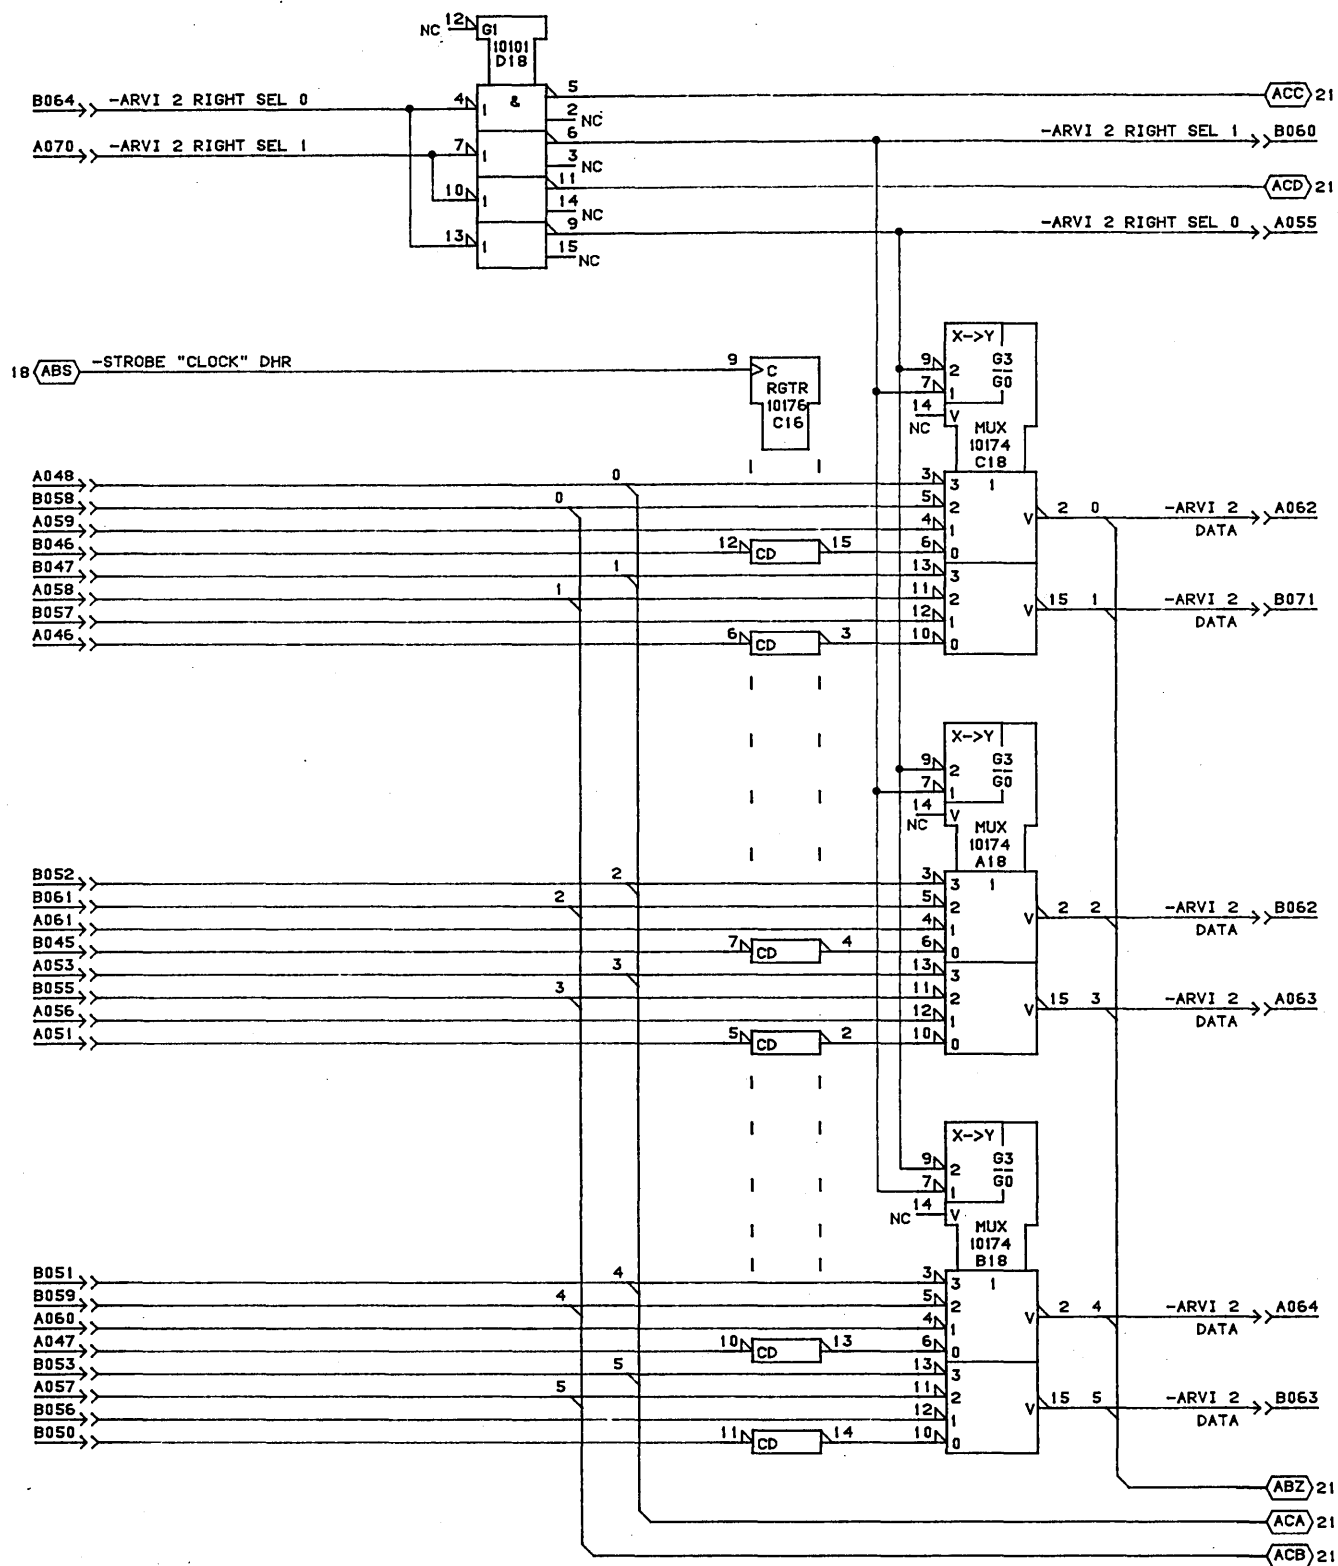 NC 12 G1
10101
D18
B064 -ARVI 2 RIGHT SEL 0 4 1 & 5 ACC 21
2 NC
A070 -ARVI 2 RIGHT SEL 1 7 1 6 -ARVI 2 RIGHT SEL 1 B060
3 NC
10 1 11 ACD 21
14 NC
13 1 9 -ARVI 2 RIGHT SEL 0 A055
15 NC
18 ABS -STROBE "CLOCK" DHR 9 C
RGTR
10176
C16
X->Y
9 2 G3
7 1 G0
14 V
NC MUX
10174
C18
A048 0 3 3 1
B058 0 5 2
V 2 0 -ARVI 2 A062
DATA
A059 4 1
B046 12 CD 15 6 0
B047 1 13 3
A058 1 11 2
V 15 1 -ARVI 2 B071
DATA
B057 12 1
A046 6 CD 3 10 0
X->Y
9 2 G3
7 1 G0
14 V
NC MUX
10174
A18
B052 2 3 3 1
B061 2 5 2
V 2 2 -ARVI 2 B062
DATA
A061 4 1
B045 7 CD 4 6 0
A053 3 13 3
B055 3 11 2
V 15 3 -ARVI 2 A063
DATA
A056 12 1
A051 5 CD 2 10 0
X->Y
9 2 G3
7 1 G0
14 V
NC MUX
10174
B18
B051 4 3 3 1
B059 4 5 2
V 2 4 -ARVI 2 A064
DATA
A060 4 1
A047 10 CD 13 6 0
B053 5 13 3
A057 5 11 2
V 15 5 -ARVI 2 B063
DATA
B056 12 1
B050 11 CD 14 10 0
ABZ 21
ACA 21
ACB 21